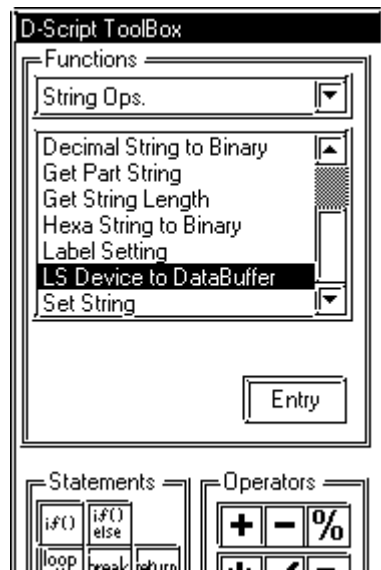 D-Script ToolBox
Functions
String Ops.
Decimal String to Binary
Get Part String
Get String Length
Hexa String to Binary
Label Setting
LS Device to DataBuffer
Set String
Entry
Statements Operators
if() if() else + - %
loop break return